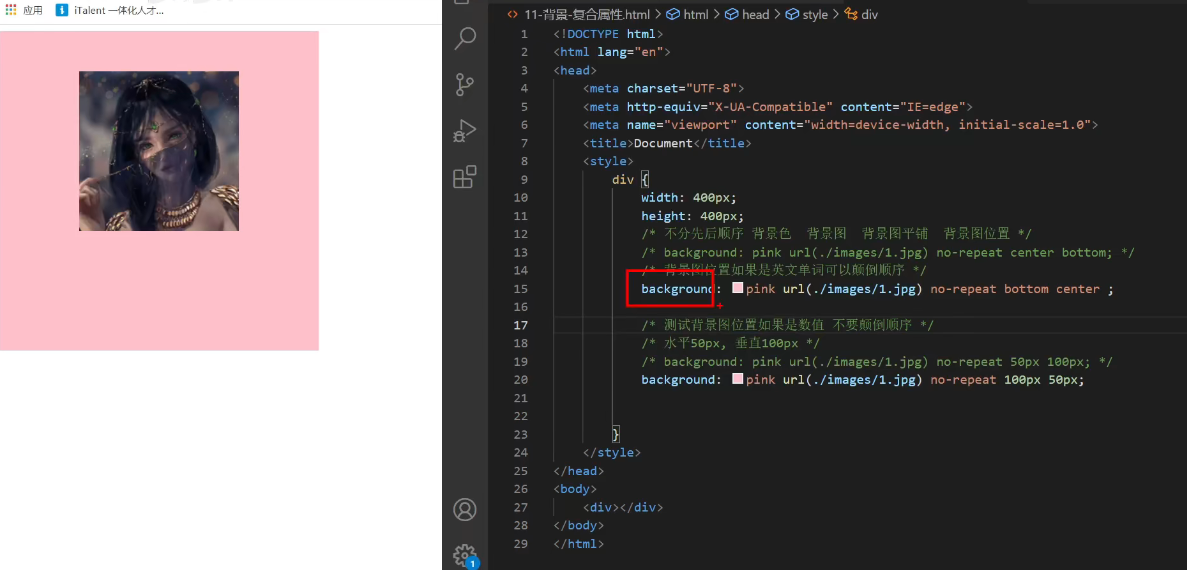 应用
iTalent 一体化人才...
11-背景-复合属性.html > html > head > style > div
1 <!DOCTYPE html>
2 <html lang="en">
3 <head>
4 <meta charset="UTF-8">
5 <meta http-equiv="X-UA-Compatible" content="IE=edge">
6 <meta name="viewport" content="width=device-width, initial-scale=1.0">
7 <title>Document</title>
8 <style>
9 div {
10 width: 400px;
11 height: 400px;
12 /* 不分先后顺序 背景色 背景图 背景图平铺 背景图位置 */
13 /* background: pink url(./images/1.jpg) no-repeat center bottom; */
14 /* 背景图位置如果是英文单词可以颠倒顺序 */
15 background: pink url(./images/1.jpg) no-repeat bottom center ;
16
17 /* 测试背景图位置如果是数值 不要颠倒顺序 */
18 /* 水平50px, 垂直100px */
19 /* background: pink url(./images/1.jpg) no-repeat 50px 100px; */
20 background: pink url(./images/1.jpg) no-repeat 100px 50px;
21
22
23 }
24 </style>
25 </head>
26 <body>
27 <div></div>
28 </body>
29 </html>
1